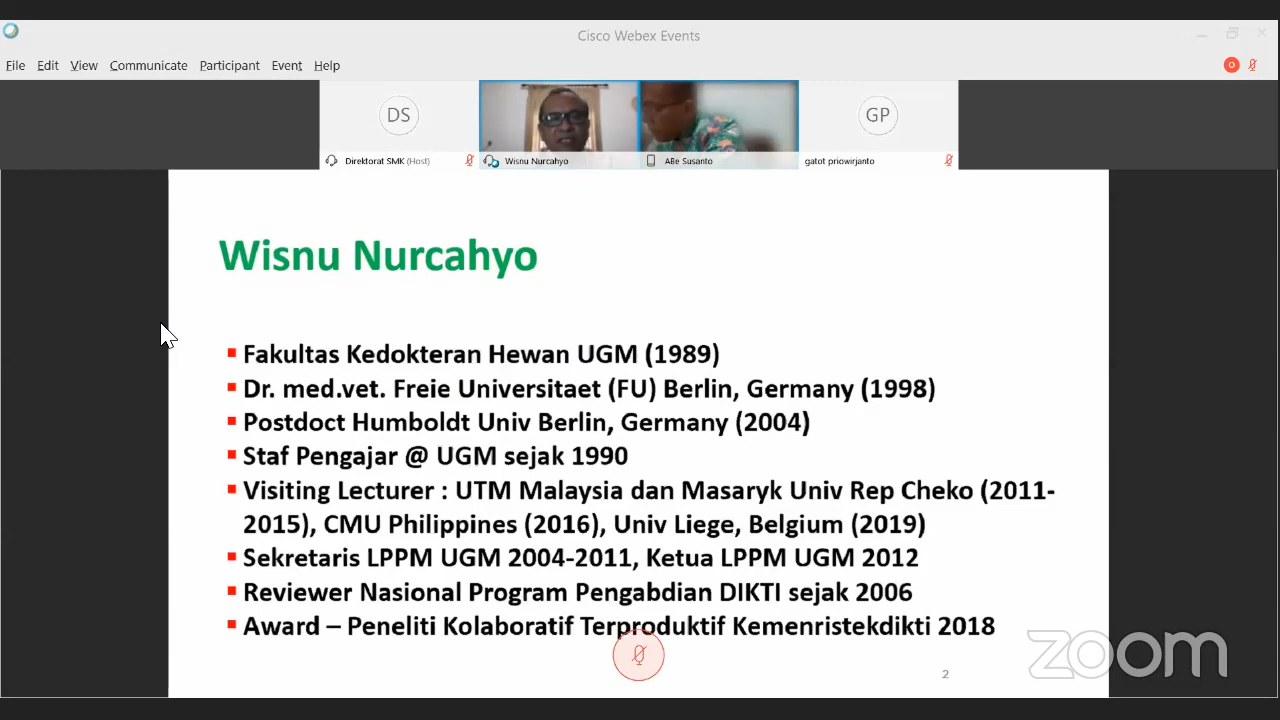 Cisco Webex Events
File Edit View Communicate Participant Event Help
DS
GP
Direktorat SMK (Host)
Wisnu Nurcahyo
ABe Susanto
gatot priowirjanto
Wisnu Nurcahyo
Fakultas Kedokteran Hewan UGM (1989)
Dr. med.vet. Freie Universitaet (FU) Berlin, Germany (1998)
Postdoct Humboldt Univ Berlin, Germany (2004)
Staf Pengajar @ UGM sejak 1990
Visiting Lecturer : UTM Malaysia dan Masaryk Univ Rep Cheko (2011-
2015), CMU Philippines (2016), Univ Liege, Belgium (2019)
Sekretaris LPPM UGM 2004-2011, Ketua LPPM UGM 2012
Reviewer Nasional Program Pengabdian DIKTI sejak 2006
Award – Peneliti Kolaboratif Terproduktif Kemenristekdikti 2018
zoom
2